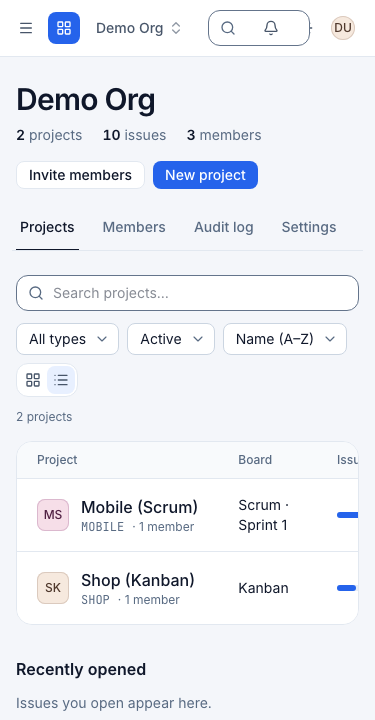 Demo Org
DU
Demo Org
2 projects 10 issues 3 members
Invite members New project
Projects Members Audit log Settings
Search projects...
All types Active Name (A–Z)
2 projects
Project Board
MS Mobile (Scrum) Scrum ·
MOBILE · 1 member Sprint 1
SK Shop (Kanban) Kanban
SHOP · 1 member
Recently opened
Issues you open appear here.